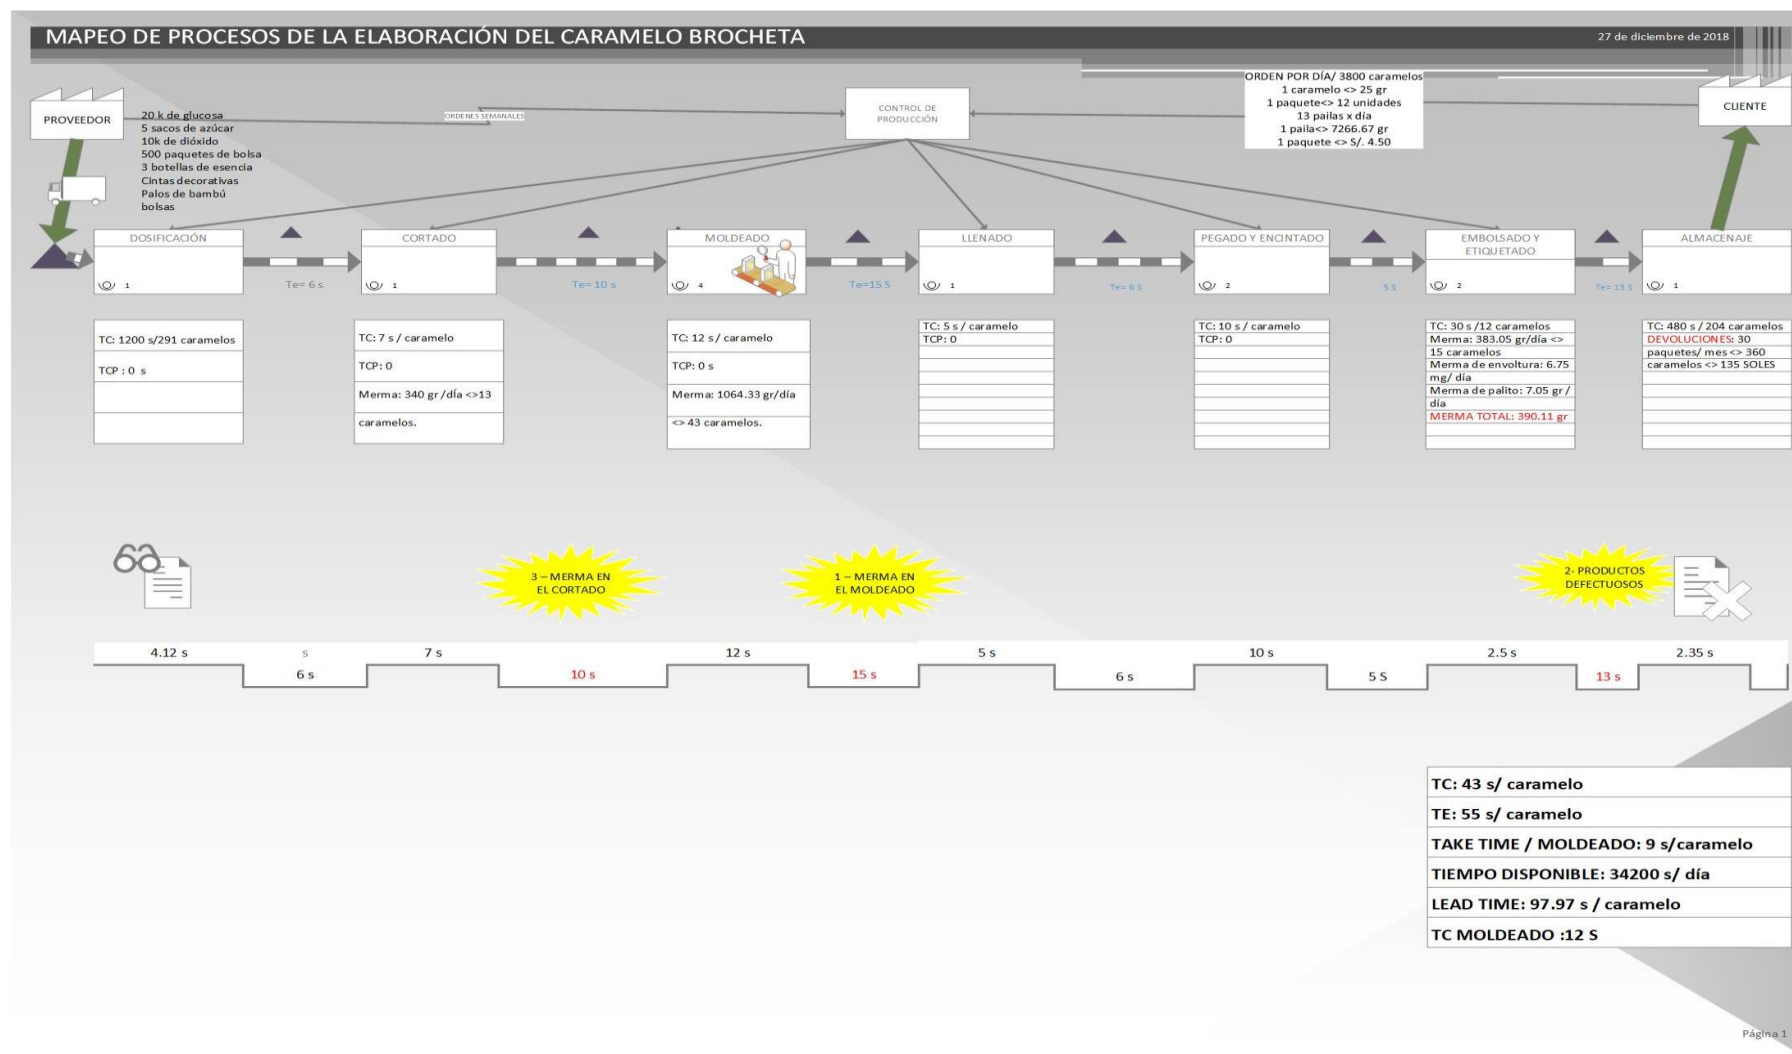 MAPEO DE PROCESOS DE LA ELABORACIÓN DEL CARAMELO BROCHETA
27 de diciembre de 2018
PROVEEDOR
20 k de glucosa
5 sacos de azúcar
10k de dióxido
500 paquetes de bolsa
3 botellas de esencia
Cintas decorativas
Palos de bambú
bolsas
ORDENES SEMANALES
CONTROL DE
PRODUCCIÓN
ORDEN POR DÍA/ 3800 caramelos
1 caramelo <> 25 gr
1 paquete<> 12 unidades
13 pailas x día
1 paila<> 7266.67 gr
1 paquete <> S/. 4.50
CLIENTE
DOSIFICACIÓN
1
Te= 6 s
CORTADO
1
Te= 10 s
MOLDEADO
4
Te=15 S
LLENADO
1
Te= 6 S
PEGADO Y ENCINTADO
2
5 S
EMBOLSADO Y
ETIQUETADO
2
Te= 13 S
ALMACENAJE
1
TC: 1200 s/291 caramelos
TCP : 0 s
TC: 7 s / caramelo
TCP: 0
Merma: 340 gr /día <>13
caramelos.
TC: 12 s / caramelo
TCP: 0 s
Merma: 1064.33 gr/día
<> 43 caramelos.
TC: 5 s / caramelo
TCP: 0
TC: 10 s / caramelo
TCP: 0
TC: 30 s /12 caramelos
Merma: 383.05 gr/día <>
15 caramelos
Merma de envoltura: 6.75
mg/ día
Merma de palito: 7.05 gr /
día
MERMA TOTAL: 390.11 gr
TC: 480 s / 204 caramelos
DEVOLUCIONES: 30
paquetes/ mes <> 360
caramelos <> 135 SOLES
3 – MERMA EN
EL CORTADO
1 – MERMA EN
EL MOLDEADO
2- PRODUCTOS
DEFECTUOSOS
4.12 s
s
7 s
12 s
5 s
10 s
2.5 s
2.35 s
6 s
10 s
15 s
6 s
5 S
13 s
TC: 43 s/ caramelo
TE: 55 s/ caramelo
TAKE TIME / MOLDEADO: 9 s/caramelo
TIEMPO DISPONIBLE: 34200 s/ día
LEAD TIME: 97.97 s / caramelo
TC MOLDEADO :12 S
Página 1